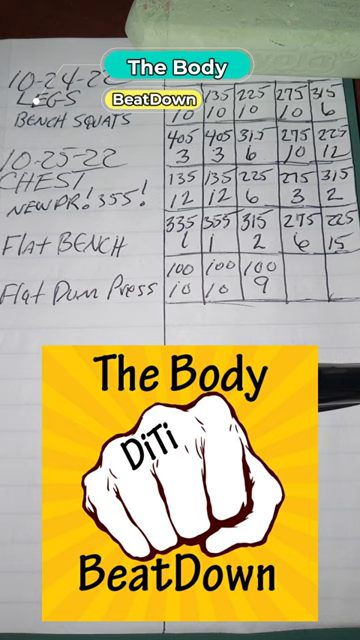 The Body
BeatDown
10-24-22
LEGS
BENCH SQUATS
135 225 275 315
10 10 10 10 6
405 405 315 275 225
3 3 6 10 12
10-25-22
CHEST
NEW PR! 355!
135 135 225 275 315
12 12 6 3 2
FLAT BENCH
335 355 315 275 225
1 1 2 6 15
Flat Dum Press
100 100 100
10 10 9
The Body
DiTi
BeatDown